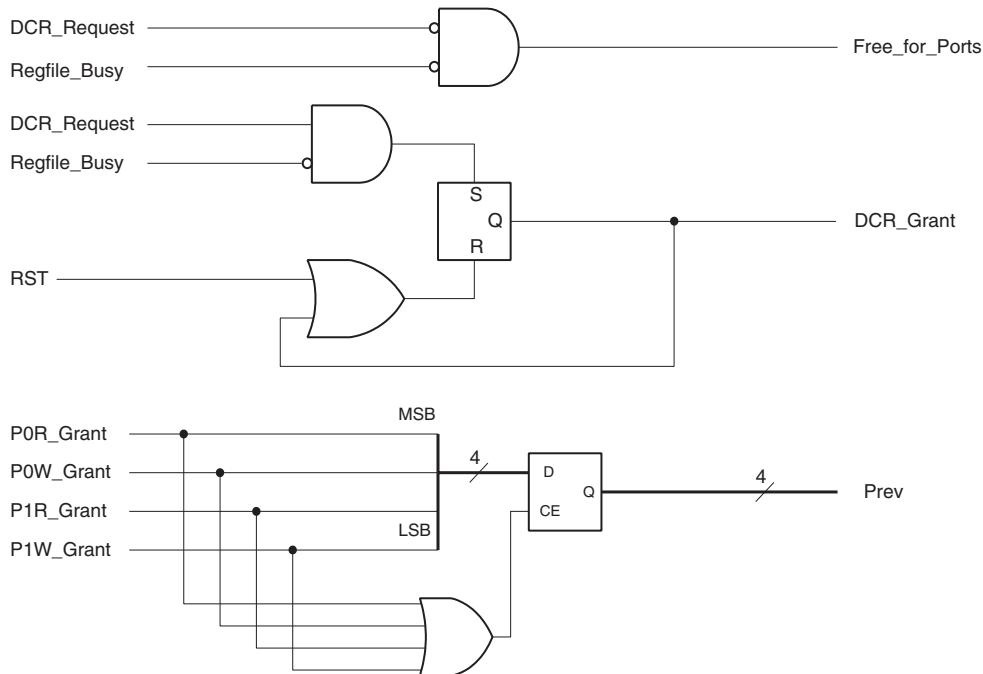 DCR_Request
Regfile_Busy
Free_for_Ports
DCR_Request
Regfile_Busy
S
Q
R
DCR_Grant
RST
MSB
P0R_Grant
P0W_Grant
P1R_Grant
P1W_Grant
LSB
4
D
Q
CE
4
Prev